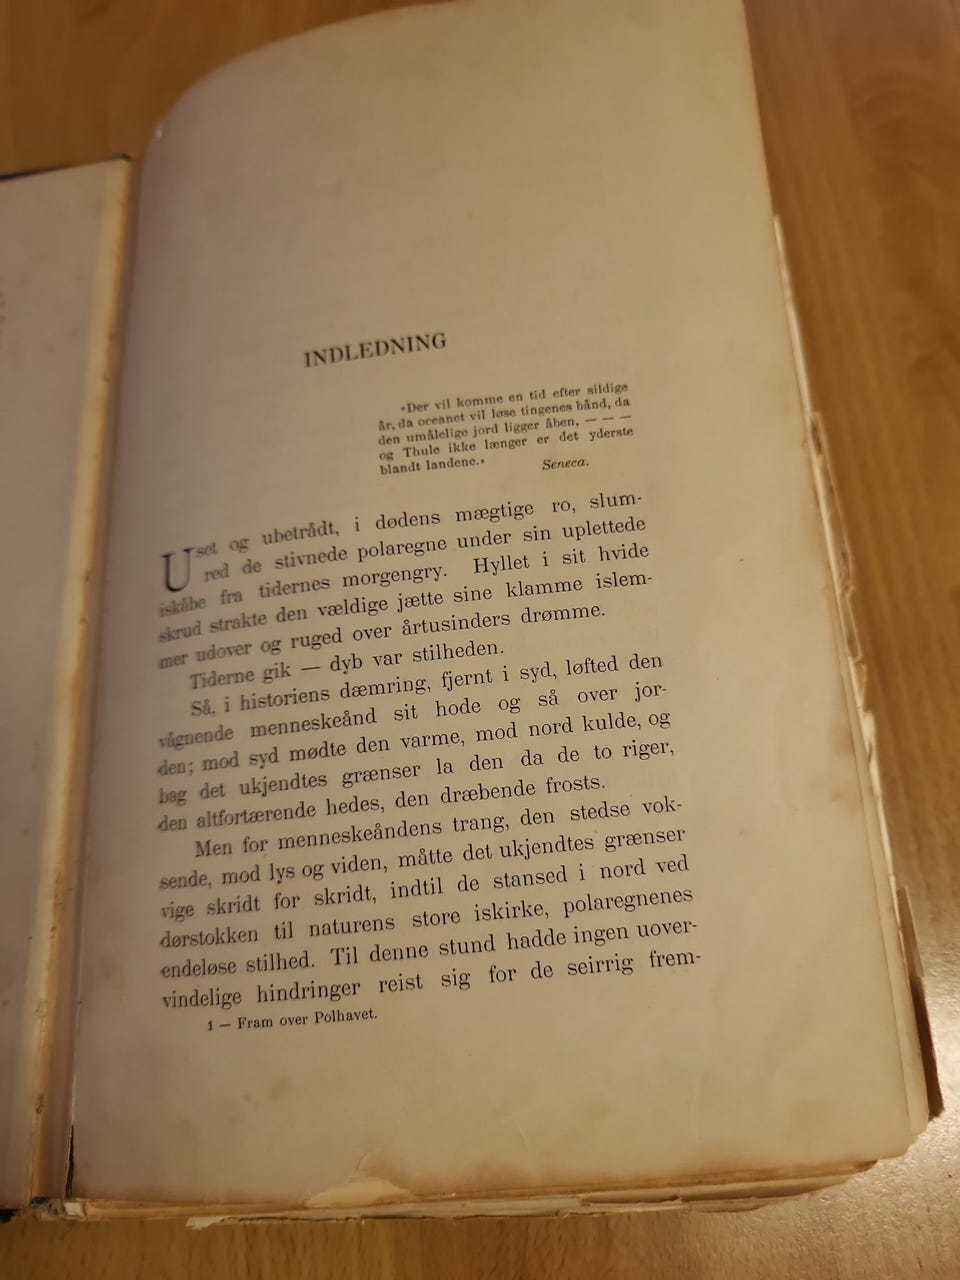 INDLEDNING
»Der vil komme en tid efter sildige
år, da oceanet vil løse tingenes bånd, da
den umålelige jord ligger åben, — — —
og Thule ikke længer er det yderste
blandt landene.«
Seneca.
Uset og ubetrådt, i dødens mægtige ro, slum-
red de stivnede polaregne under sin uplettede
iskåbe fra tidernes morgengry. Hyllet i sit hvide
skrud strakte den vældige jætte sine klamme islem-
mer udover og ruged over årtusinders drømme.
Tiderne gik — dyb var stilheden.
Så, i historiens dæmring, fjernt i syd, løfted den
vågnende menneskeånd sit hode og så over jor-
den; mod syd mødte den varme, mod nord kulde, og
bag det ukjendtes grænser la den da de to riger,
den altfortærende hedes, den dræbende frosts.
Men for menneskeåndens trang, den stedse vok-
sende, mod lys og viden, måtte det ukjendtes grænser
vige skridt for skridt, indtil de stansed i nord ved
dørstokken til naturens store iskirke, polaregnenes
endeløse stilhed. Til denne stund hadde ingen uover-
vindelige hindringer reist sig for de seirrig frem-
1 — Fram over Polhavet.